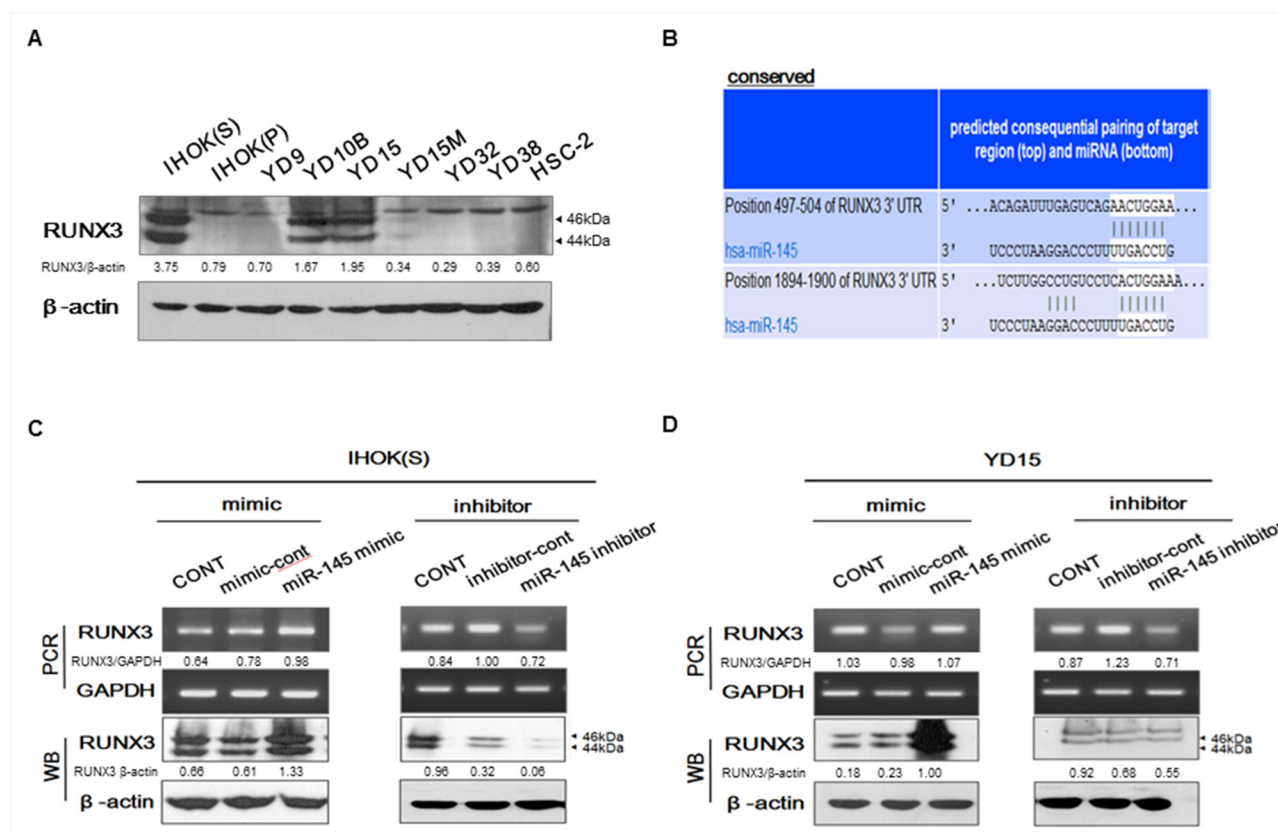 A
IHOK(S) IHOK(P) YD9 YD10B YD15 YD15M YD32 YD38 HSC-2
RUNX3
46kDa
44kDa
RUNX3/β-actin 3.75 0.79 0.70 1.67 1.95 0.34 0.29 0.39 0.60
β-actin
B
conserved
predicted consequential pairing of target
region (top) and miRNA (bottom)
Position 497-504 of RUNX3 3' UTR 5' ...ACAGAUUUGAGUCAGAACUGGAA...
|||||||
hsa-miR-145 3' UCCCUAAGGACCCUUUUGACCUG
Position 1894-1900 of RUNX3 3' UTR 5' ...UCUUGGCCUGUCCUCACUGGAAA...
|||| ||||||
hsa-miR-145 3' UCCCUAAGGACCCUUUUGACCUG
C
IHOK(S)
mimic inhibitor
CONT mimic-cont miR-145 mimic CONT inhibitor-cont miR-145 inhibitor
PCR
RUNX3
RUNX3/GAPDH 0.64 0.78 0.98 0.84 1.00 0.72
GAPDH
WB
RUNX3
46kDa
44kDa
RUNX3 β-actin 0.66 0.61 1.33 0.96 0.32 0.06
β-actin
D
YD15
mimic inhibitor
CONT mimic-cont miR-145 mimic CONT inhibitor-cont miR-145 inhibitor
PCR
RUNX3
RUNX3/GAPDH 1.03 0.98 1.07 0.87 1.23 0.71
GAPDH
WB
RUNX3
46kDa
44kDa
RUNX3/β-actin 0.18 0.23 1.00 0.92 0.68 0.55
β-actin